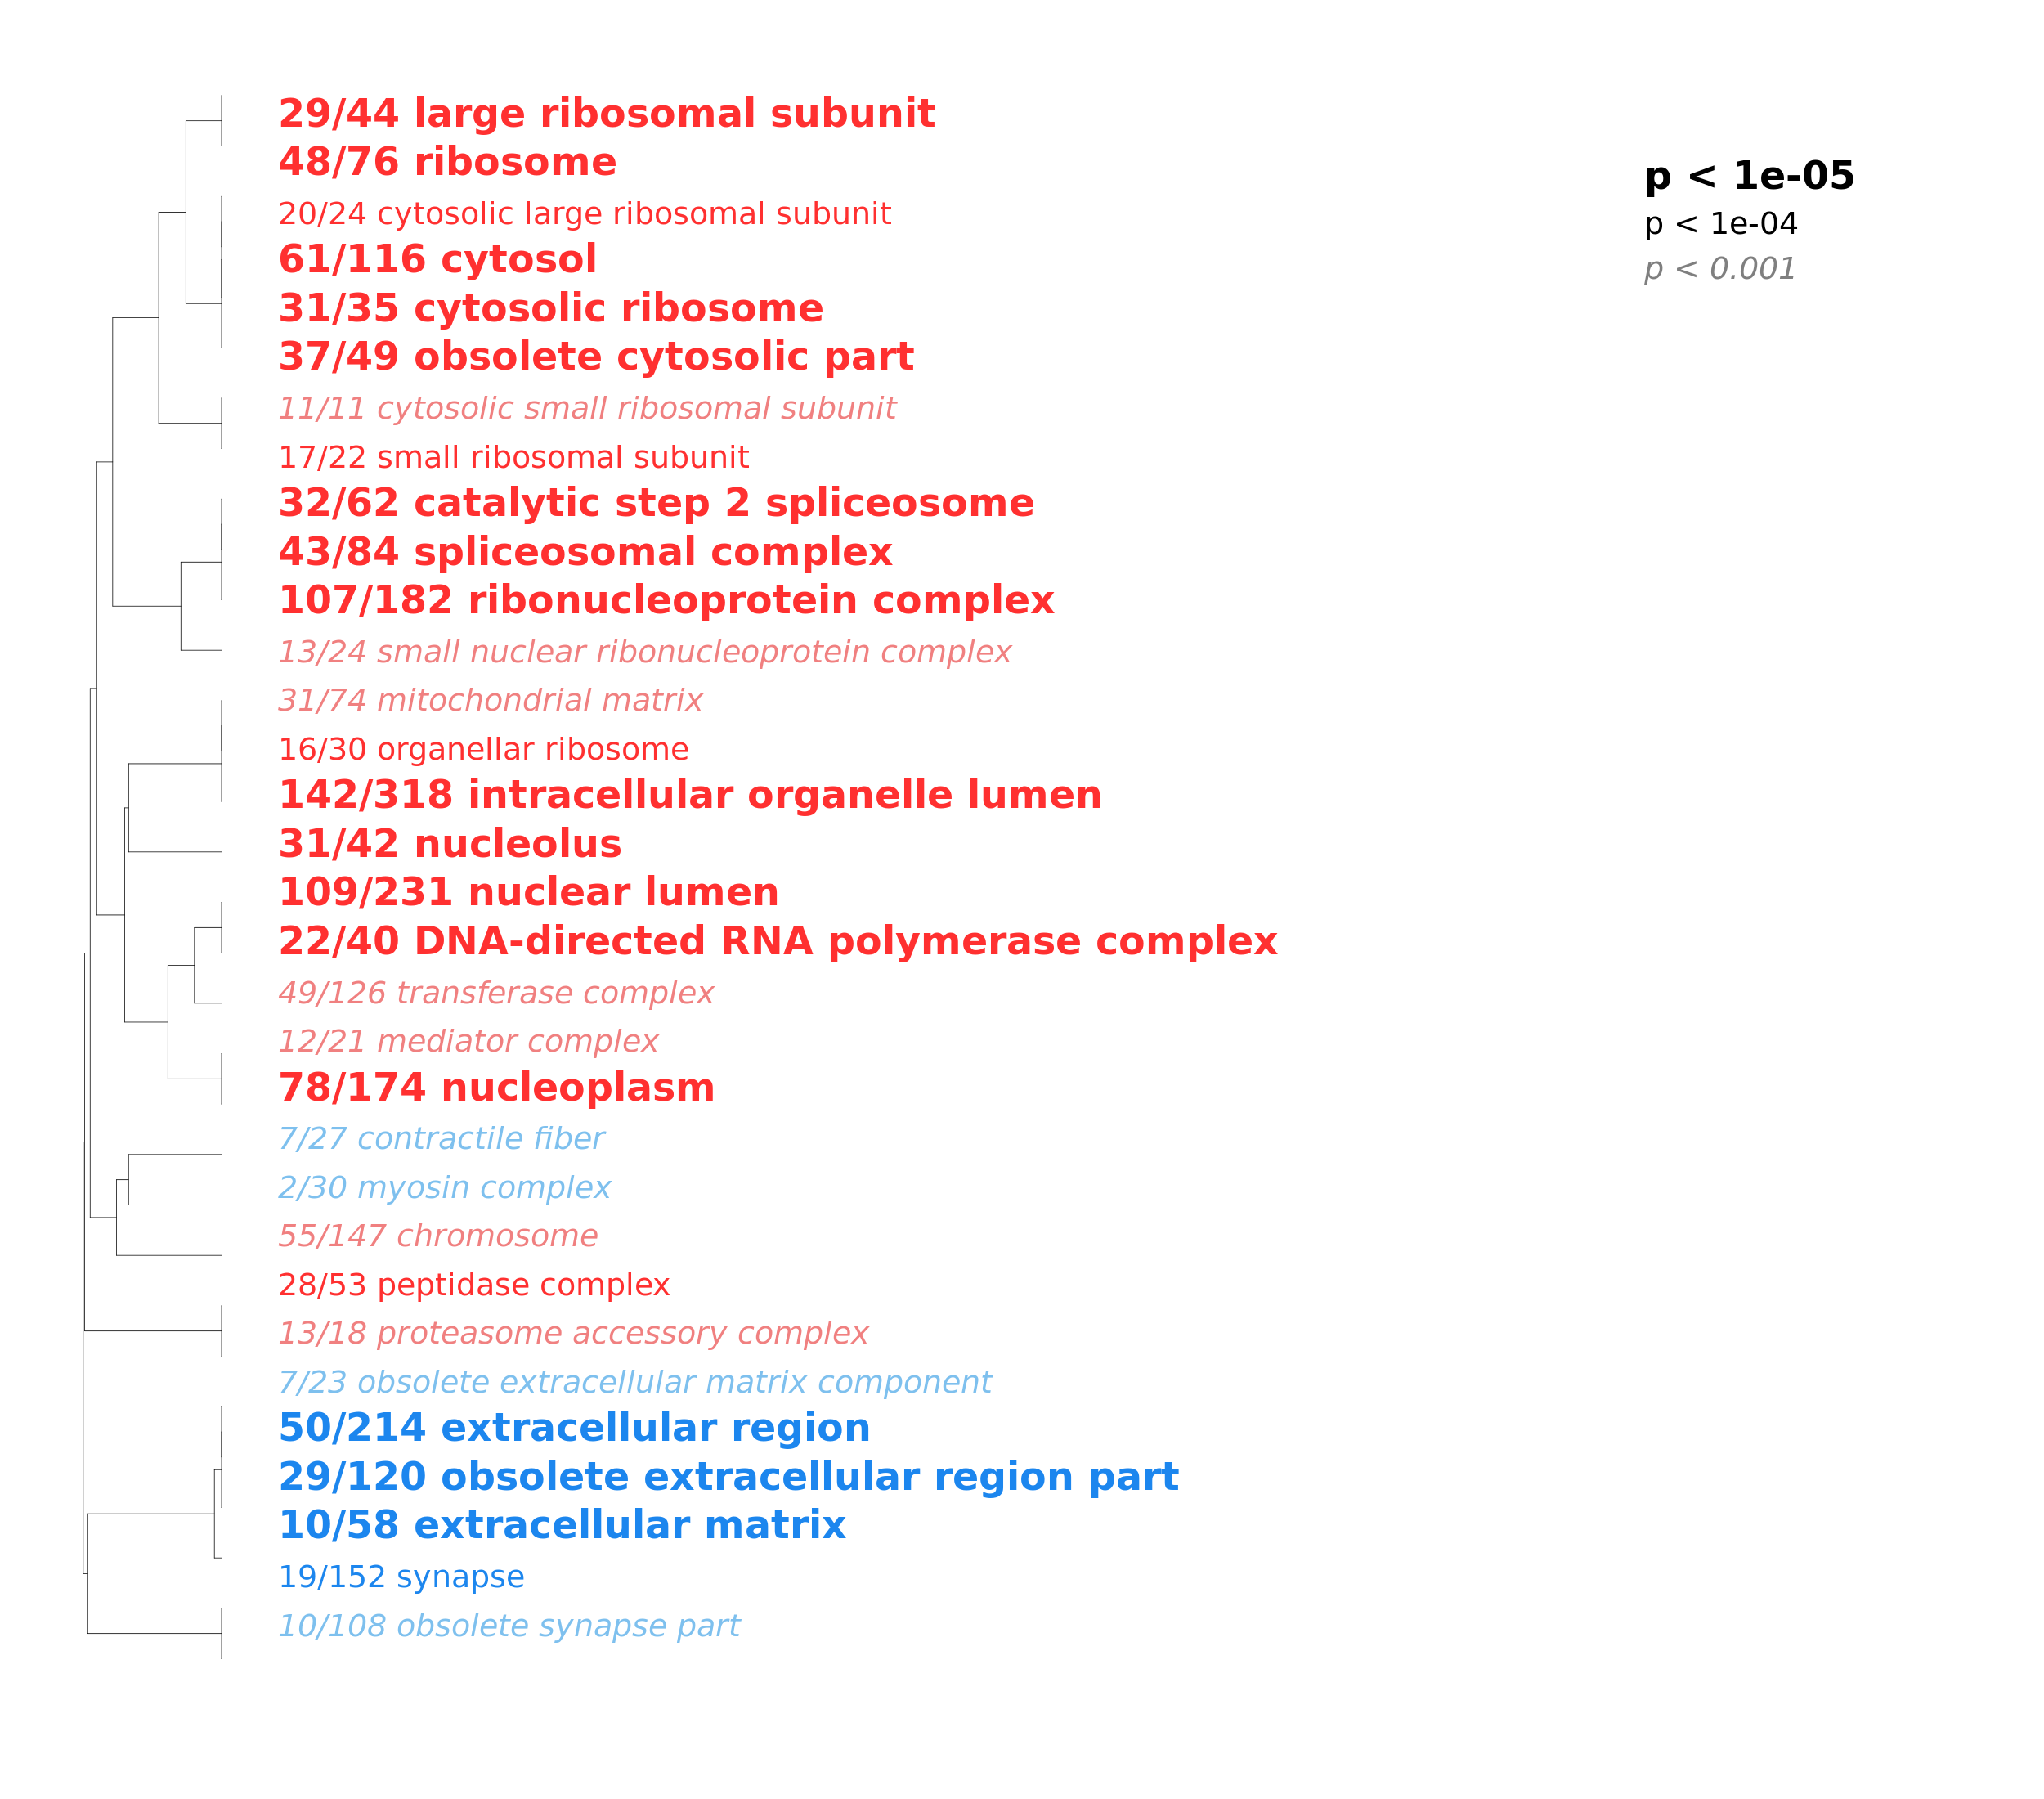 29/44 large ribosomal subunit
48/76 ribosome
20/24 cytosolic large ribosomal subunit
61/116 cytosol
31/35 cytosolic ribosome
37/49 obsolete cytosolic part
11/11 cytosolic small ribosomal subunit
17/22 small ribosomal subunit
32/62 catalytic step 2 spliceosome
43/84 spliceosomal complex
107/182 ribonucleoprotein complex
13/24 small nuclear ribonucleoprotein complex
31/74 mitochondrial matrix
16/30 organellar ribosome
142/318 intracellular organelle lumen
31/42 nucleolus
109/231 nuclear lumen
22/40 DNA-directed RNA polymerase complex
49/126 transferase complex
12/21 mediator complex
78/174 nucleoplasm
7/27 contractile fiber
2/30 myosin complex
55/147 chromosome
28/53 peptidase complex
13/18 proteasome accessory complex
7/23 obsolete extracellular matrix component
50/214 extracellular region
29/120 obsolete extracellular region part
10/58 extracellular matrix
19/152 synapse
10/108 obsolete synapse part
p < 1e-05
p < 1e-04
p < 0.001